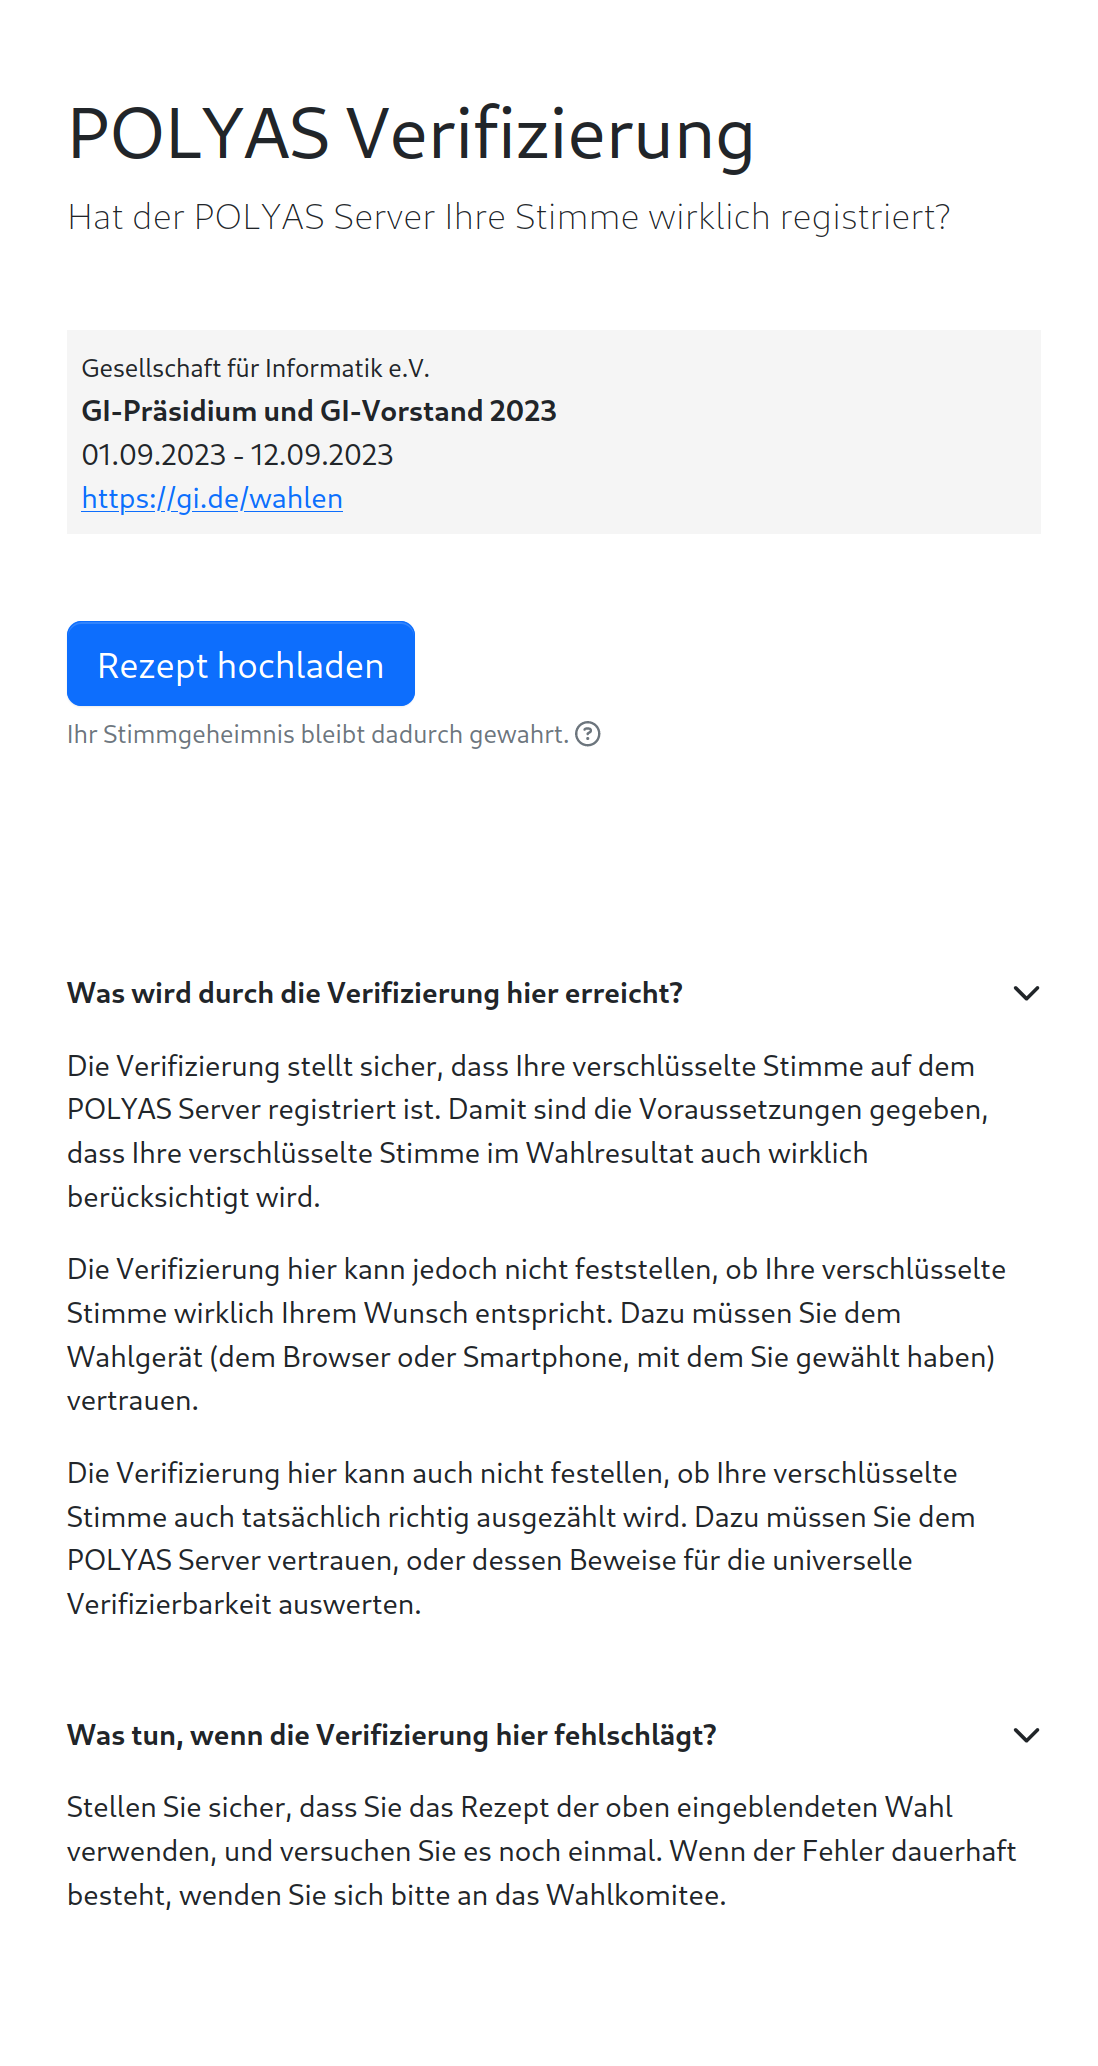 POLYAS Verifizierung
Hat der POLYAS Server Ihre Stimme wirklich registriert?
Gesellschaft für Informatik e.V.
GI-Präsidium und GI-Vorstand 2023
01.09.2023 - 12.09.2023
https://gi.de/wahlen
Rezept hochladen
Ihr Stimmgeheimnis bleibt dadurch gewahrt. ?
Was wird durch die Verifizierung hier erreicht?
Die Verifizierung stellt sicher, dass Ihre verschlüsselte Stimme auf dem
POLYAS Server registriert ist. Damit sind die Voraussetzungen gegeben,
dass Ihre verschlüsselte Stimme im Wahlresultat auch wirklich
berücksichtigt wird.
Die Verifizierung hier kann jedoch nicht feststellen, ob Ihre verschlüsselte
Stimme wirklich Ihrem Wunsch entspricht. Dazu müssen Sie dem
Wahlgerät (dem Browser oder Smartphone, mit dem Sie gewählt haben)
vertrauen.
Die Verifizierung hier kann auch nicht festellen, ob Ihre verschlüsselte
Stimme auch tatsächlich richtig ausgezählt wird. Dazu müssen Sie dem
POLYAS Server vertrauen, oder dessen Beweise für die universelle
Verifizierbarkeit auswerten.
Was tun, wenn die Verifizierung hier fehlschlägt?
Stellen Sie sicher, dass Sie das Rezept der oben eingeblendeten Wahl
verwenden, und versuchen Sie es noch einmal. Wenn der Fehler dauerhaft
besteht, wenden Sie sich bitte an das Wahlkomitee.